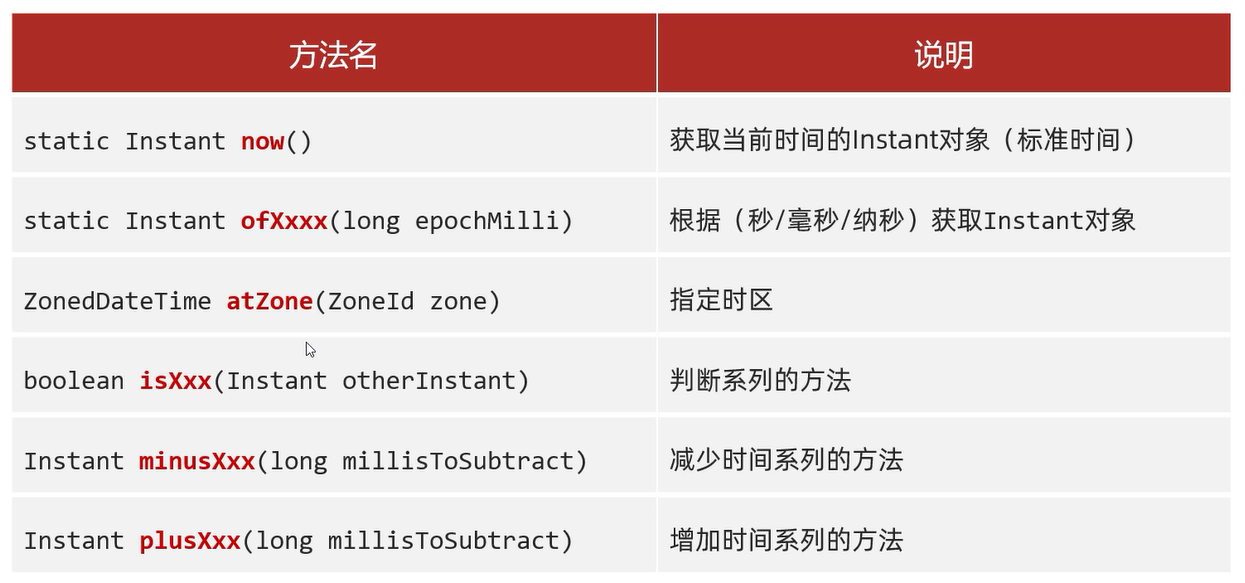 方法名 说明
static Instant now() 获取当前时间的Instant对象（标准时间）
static Instant ofXxxx(long epochMilli) 根据（秒/毫秒/纳秒）获取Instant对象
ZonedDateTime atZone(ZoneId zone) 指定时区
boolean isXxx(Instant otherInstant) 判断系列的方法
Instant minusXxx(long millisToSubtract) 减少时间系列的方法
Instant plusXxx(long millisToSubtract) 增加时间系列的方法